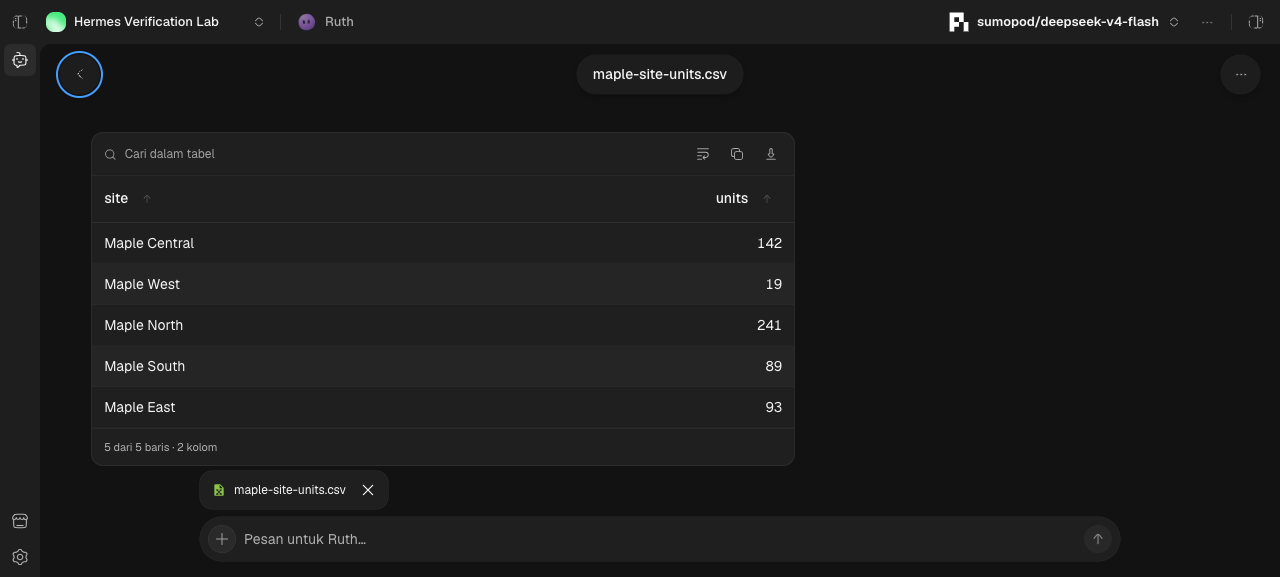 Hermes Verification Lab
Ruth
sumopod/deepseek-v4-flash
maple-site-units.csv
Cari dalam tabel
site units
Maple Central 142
Maple West 19
Maple North 241
Maple South 89
Maple East 93
5 dari 5 baris · 2 kolom
maple-site-units.csv
Pesan untuk Ruth...